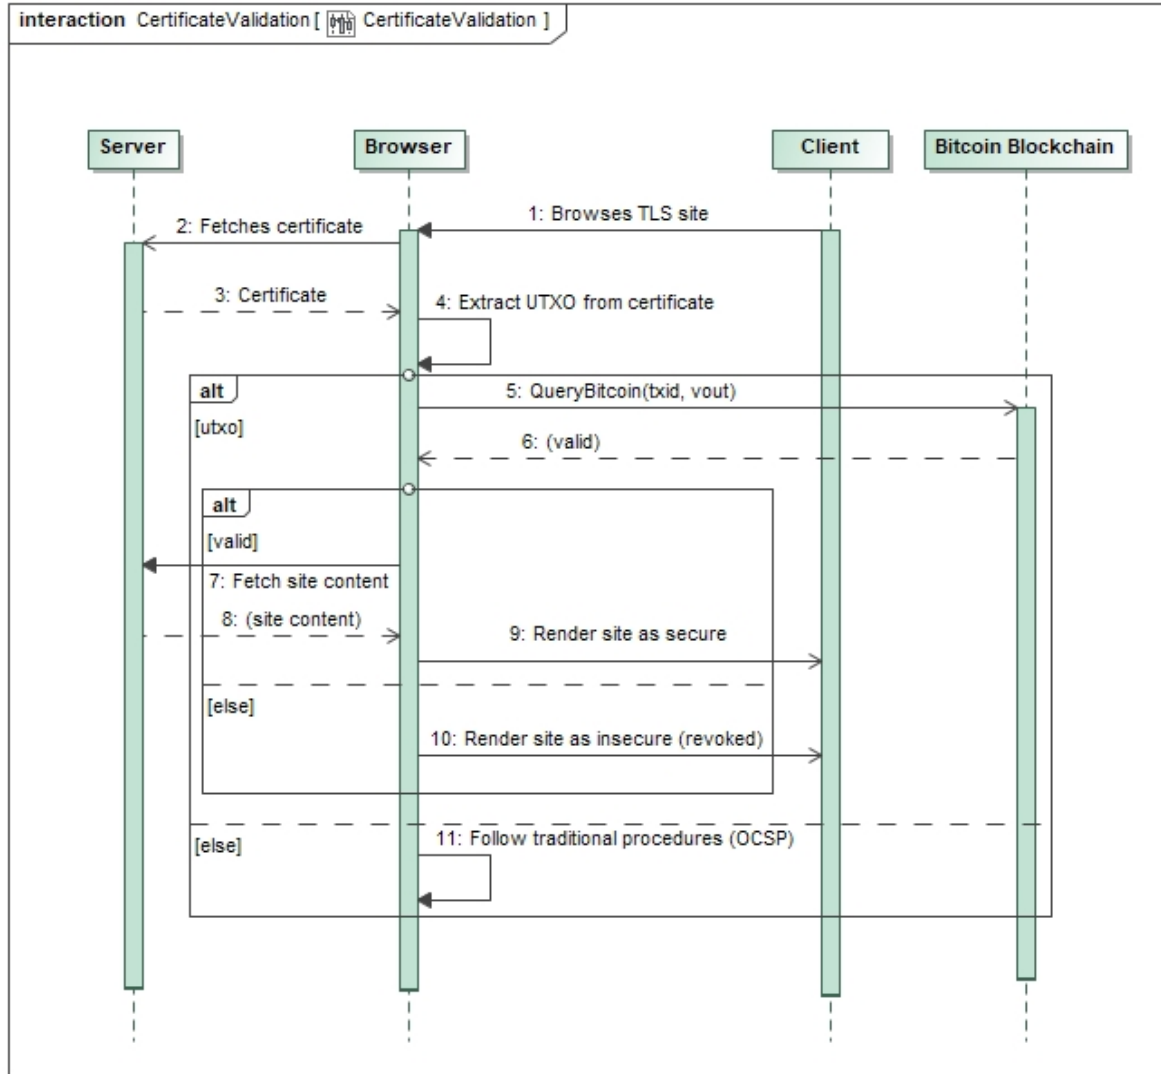 interaction CertificateValidation [ CertificateValidation ]
Server
Browser
Client
Bitcoin Blockchain
1: Browses TLS site
2: Fetches certificate
3: Certificate
4: Extract UTXO from certificate
alt
5: QueryBitcoin(txid, vout)
[utxo]
6: (valid)
alt
[valid]
7: Fetch site content
8: (site content)
9: Render site as secure
[else]
10: Render site as insecure (revoked)
11: Follow traditional procedures (OCSP)
[else]